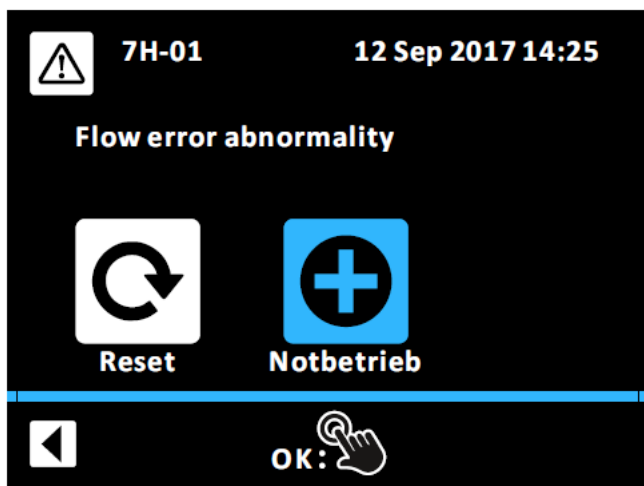 7H-01 12 Sep 2017 14:25
Flow error abnormality
Reset Notbetrieb
OK: